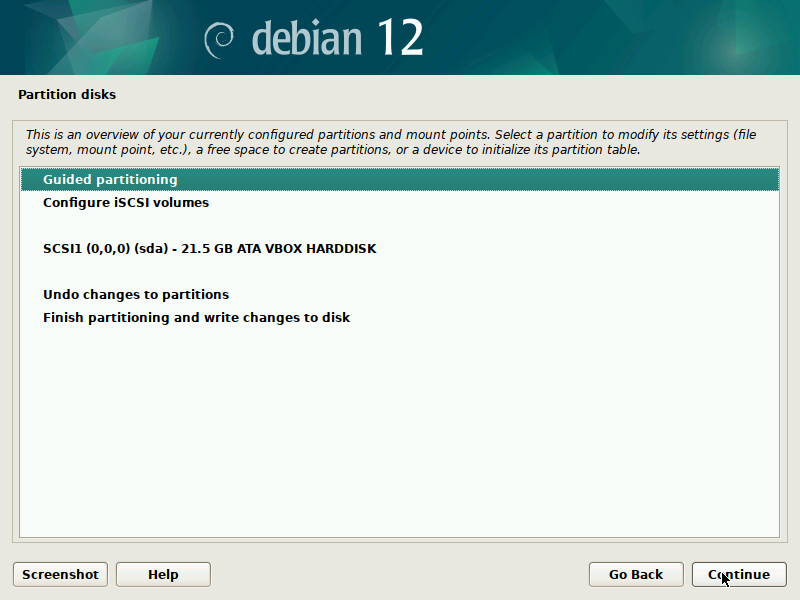 debian 12
Partition disks
This is an overview of your currently configured partitions and mount points. Select a partition to modify its settings (file
system, mount point, etc.), a free space to create partitions, or a device to initialize its partition table.
Guided partitioning
Configure iSCSI volumes
SCSI1 (0,0,0) (sda) - 21.5 GB ATA VBOX HARDDISK
Undo changes to partitions
Finish partitioning and write changes to disk
Screenshot Help Go Back Continue